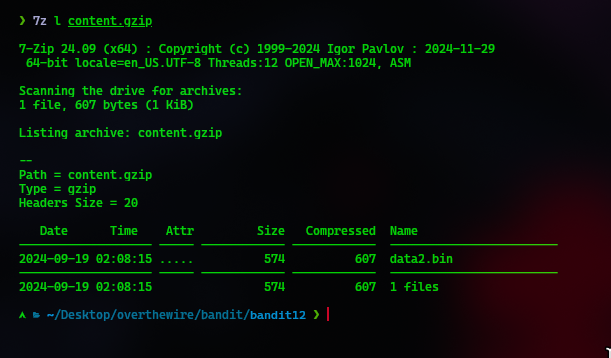 ❯ 7z l content.gzip
7-Zip 24.09 (x64) : Copyright (c) 1999-2024 Igor Pavlov : 2024-11-29
64-bit locale=en_US.UTF-8 Threads:12 OPEN_MAX:1024, ASM
Scanning the drive for archives:
1 file, 607 bytes (1 KiB)
Listing archive: content.gzip
--
Path = content.gzip
Type = gzip
Headers Size = 20
Date Time Attr Size Compressed Name
------------------- ----- ------------ ------------ ------------------------
2024-09-19 02:08:15 ..... 574 607 data2.bin
------------------- ----- ------------ ------------ ------------------------
2024-09-19 02:08:15 574 607 1 files
~/Desktop/overthewire/bandit/bandit12 ❯